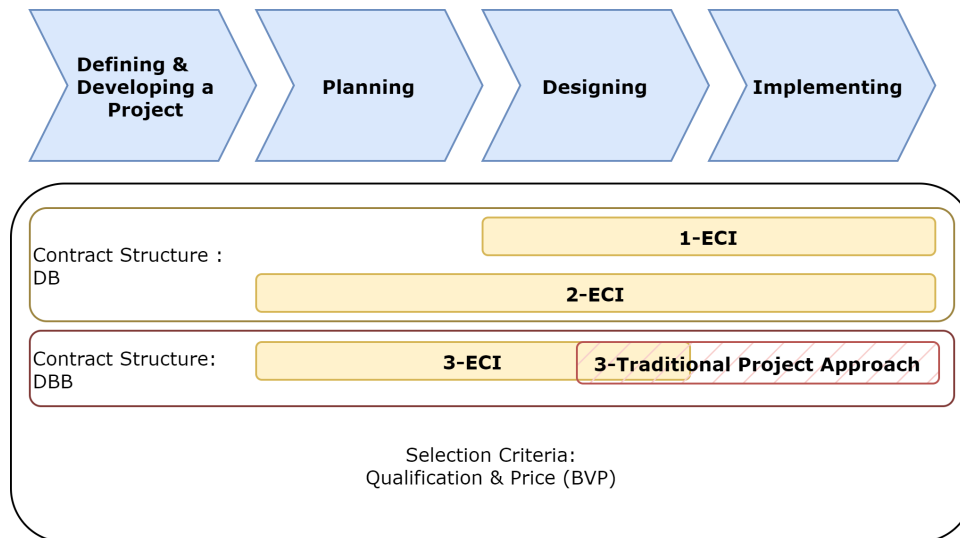 Defining &
Developing a
Project
Planning
Designing
Implementing
Contract Structure :
DB
1-ECI
2-ECI
Contract Structure:
DBB
3-ECI
3-Traditional Project Approach
Selection Criteria:
Qualification & Price (BVP)